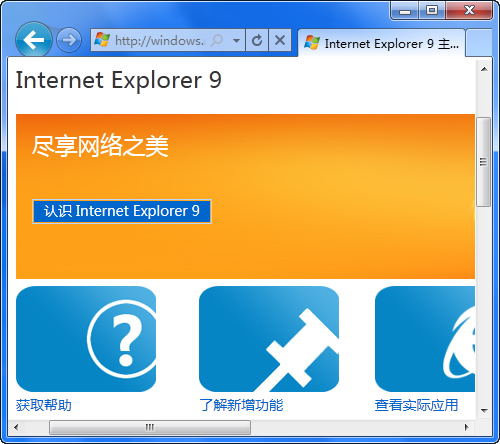 http://windows.
Internet Explorer 9 主...
Internet Explorer 9
尽享网络之美
认识 Internet Explorer 9
?
获取帮助
了解新增功能
查看实际应用